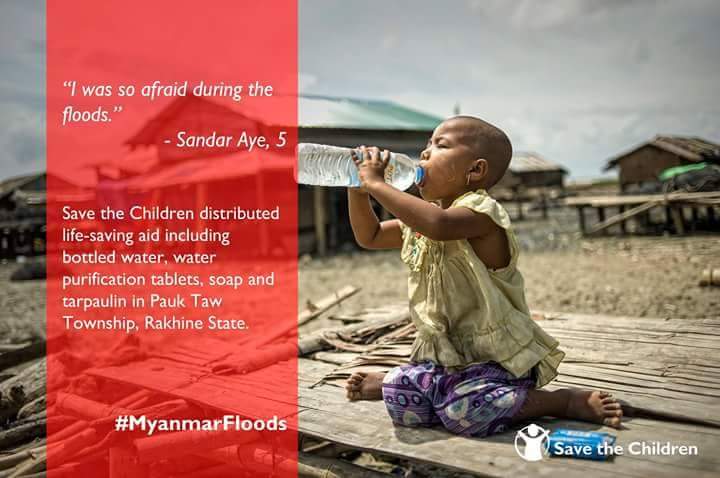 “I was so afraid during the
floods.”
- Sandar Aye, 5
Save the Children distributed
life-saving aid including
bottled water, water
purification tablets, soap and
tarpaulin in Pauk Taw
Township, Rakhine State.
#MyanmarFloods
Save the Children